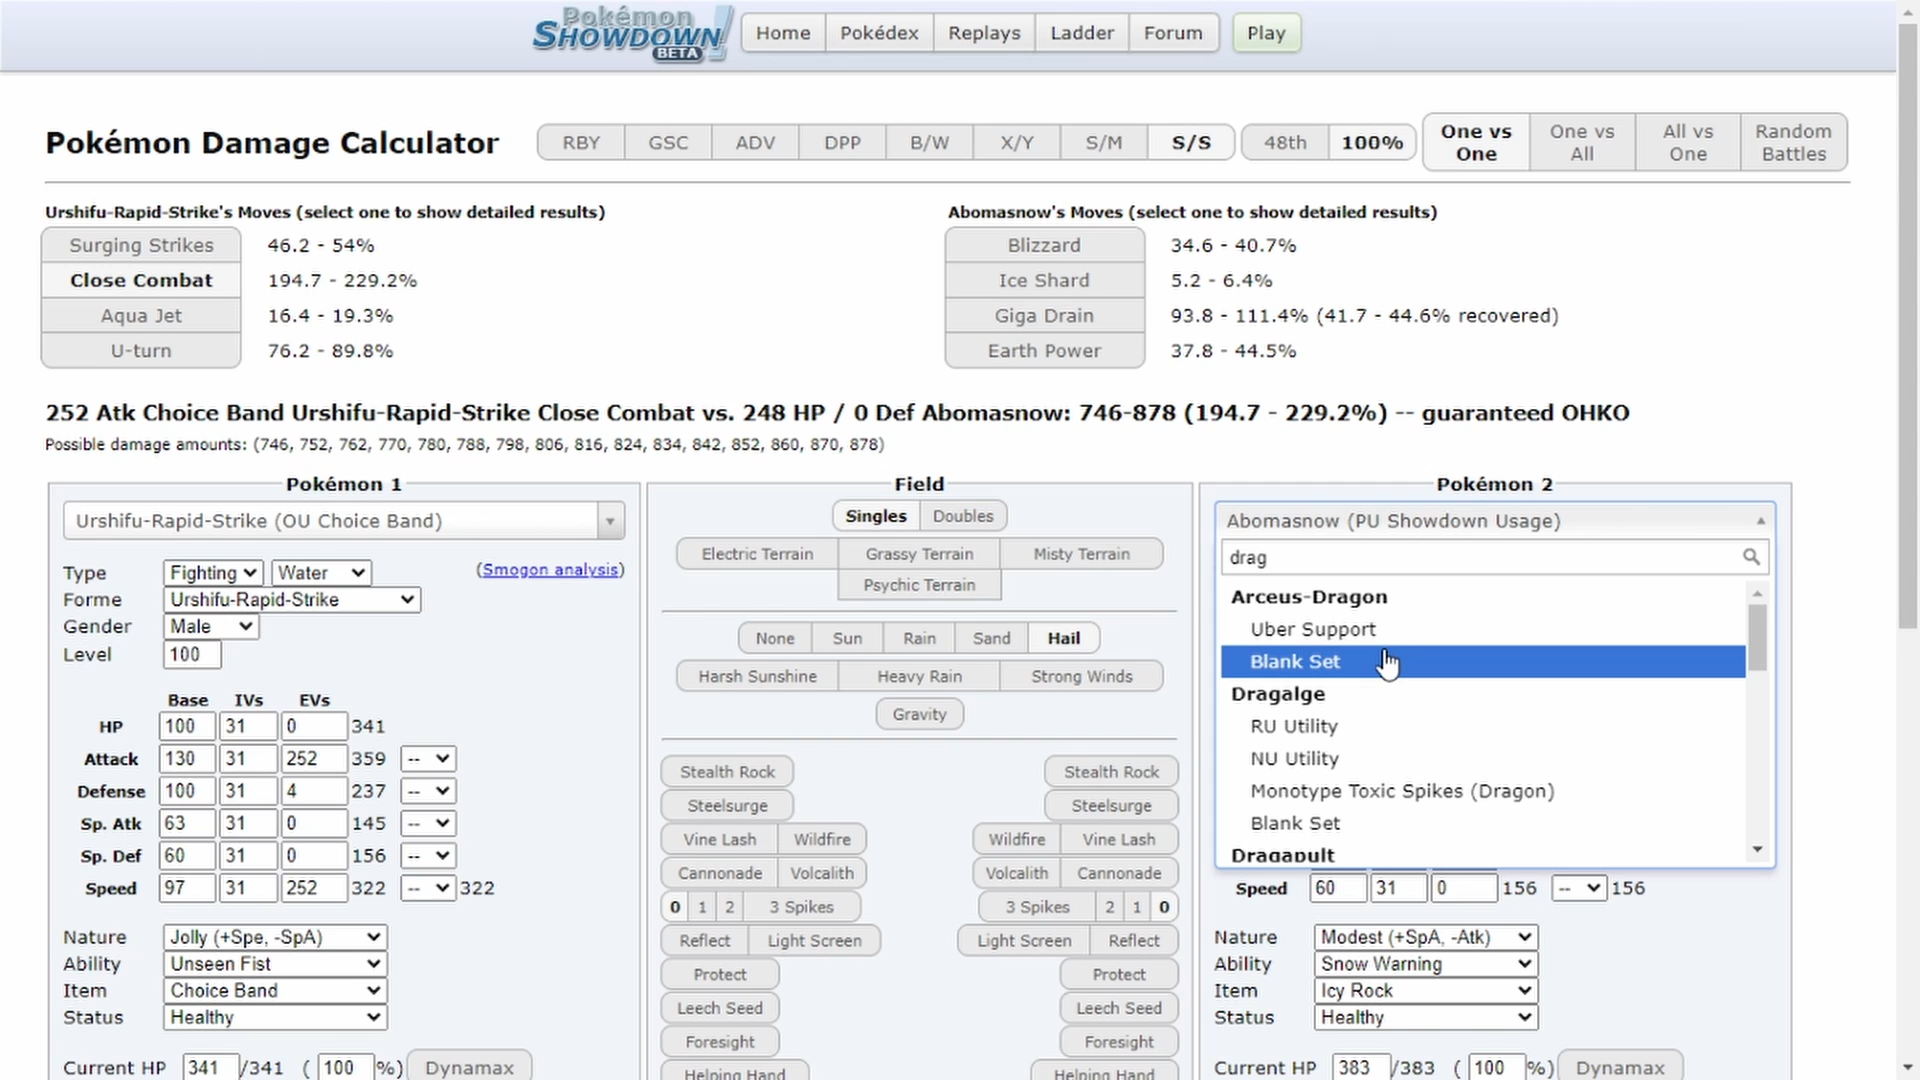 Pokémon
SHOWDOWN!
BETA
Home Pokédex Replays Ladder Forum Play
Pokémon Damage Calculator
RBY GSC ADV DPP B/W X/Y S/M S/S 48th 100%
One vs One
One vs All
All vs One
Random Battles
Urshifu-Rapid-Strike's Moves (select one to show detailed results)
Surging Strikes 46.2 - 54%
Close Combat 194.7 - 229.2%
Aqua Jet 16.4 - 19.3%
U-turn 76.2 - 89.8%
Abomasnow's Moves (select one to show detailed results)
Blizzard 34.6 - 40.7%
Ice Shard 5.2 - 6.4%
Giga Drain 93.8 - 111.4% (41.7 - 44.6% recovered)
Earth Power 37.8 - 44.5%
252 Atk Choice Band Urshifu-Rapid-Strike Close Combat vs. 248 HP / 0 Def Abomasnow: 746-878 (194.7 - 229.2%) -- guaranteed OHKO
Possible damage amounts: (746, 752, 762, 770, 780, 788, 798, 806, 816, 824, 834, 842, 852, 860, 870, 878)
Pokémon 1
Urshifu-Rapid-Strike (OU Choice Band)
Type Fighting Water (Smogon analysis)
Forme Urshifu-Rapid-Strike
Gender Male
Level 100
Base IVs EVs
HP 100 31 0 341
Attack 130 31 252 359 --
Defense 100 31 4 237 --
Sp. Atk 63 31 0 145 --
Sp. Def 60 31 0 156 --
Speed 97 31 252 322 -- 322
Nature Jolly (+Spe, -SpA)
Ability Unseen Fist
Item Choice Band
Status Healthy
Current HP 341 /341 ( 100 %) Dynamax
Field
Singles Doubles
Electric Terrain Grassy Terrain Misty Terrain
Psychic Terrain
None Sun Rain Sand Hail
Harsh Sunshine Heavy Rain Strong Winds
Gravity
Stealth Rock Stealth Rock
Steelsurge Steelsurge
Vine Lash Wildfire Wildfire Vine Lash
Cannonade Volcalith Volcalith Cannonade
0 1 2 3 Spikes 3 Spikes 2 1 0
Reflect Light Screen Light Screen Reflect
Protect Protect
Leech Seed Leech Seed
Foresight Foresight
Helping Hand Helping Hand
Pokémon 2
Abomasnow (PU Showdown Usage)
drag
Arceus-Dragon
Uber Support
Blank Set
Dragalge
RU Utility
NU Utility
Monotype Toxic Spikes (Dragon)
Blank Set
Dragapult
Speed 60 31 0 156 -- 156
Nature Modest (+SpA, -Atk)
Ability Snow Warning
Item Icy Rock
Status Healthy
Current HP 383 /383 ( 100 %) Dynamax